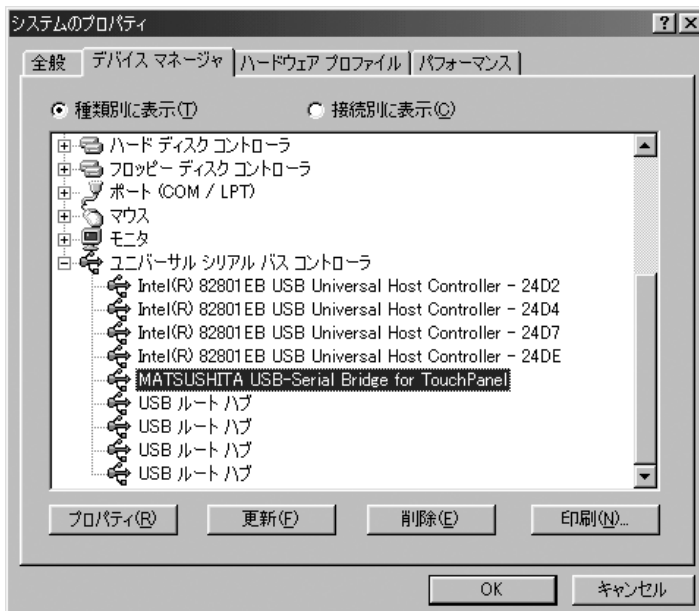 システムのプロパティ
全般
デバイス マネージャ
ハードウェア プロファイル
パフォーマンス
種類別に表示(T)
接続別に表示(C)
ハード ディスク コントローラ
フロッピー ディスク コントローラ
ポート (COM / LPT)
マウス
モニタ
ユニバーサル シリアル バス コントローラ
Intel(R) 82801EB USB Universal Host Controller - 24D2
Intel(R) 82801EB USB Universal Host Controller - 24D4
Intel(R) 82801EB USB Universal Host Controller - 24D7
Intel(R) 82801EB USB Universal Host Controller - 24DE
MATSUSHITA USB-Serial Bridge for TouchPanel
USB ルート ハブ
USB ルート ハブ
USB ルート ハブ
USB ルート ハブ
プロパティ(R)
更新(F)
削除(E)
印刷(N)...
OK
キャンセル